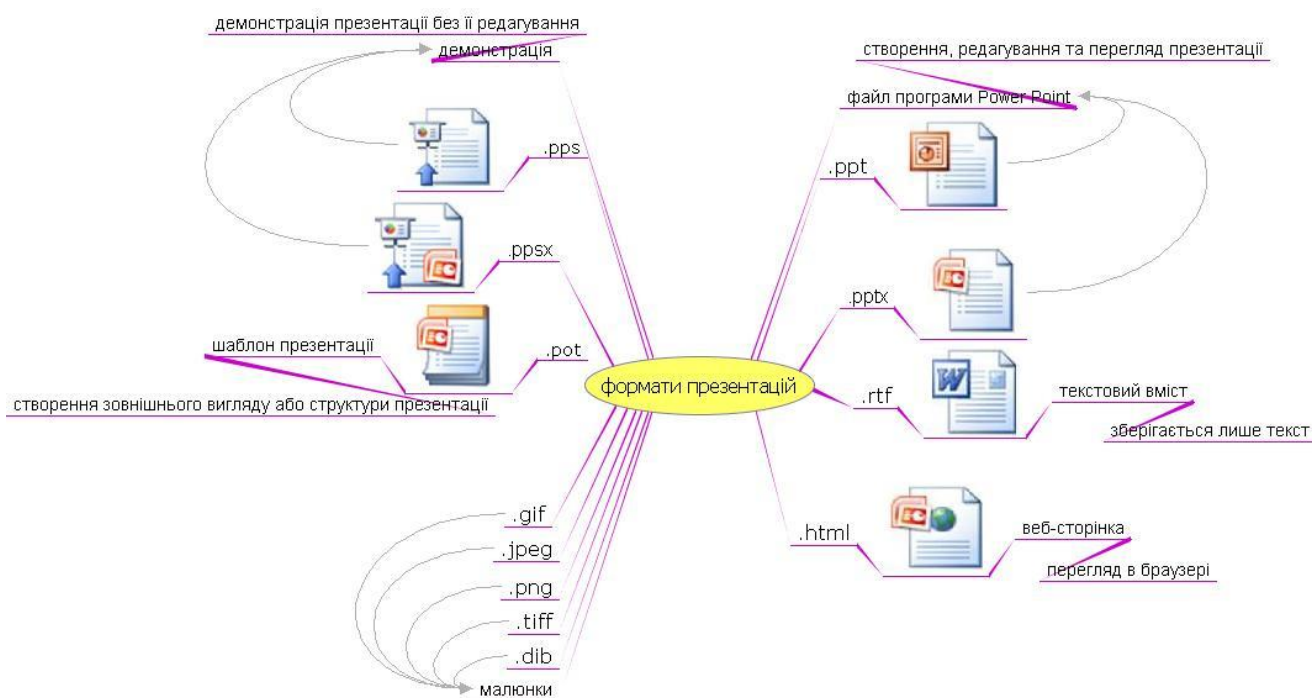 демонстрація презентації без її редагування
демонстрація
.pps
.ppsx
шаблон презентації
.pot
створення зовнішнього вигляду або структури презентації
.gif
.jpeg
.png
.tiff
.dib
малюнки
формати презентацій
створення, редагування та перегляд презентації
файл програми Power Point
.ppt
.pptx
.rtf
текстовий вміст
зберігається лише текст
.html
веб-сторінка
перегляд в браузері